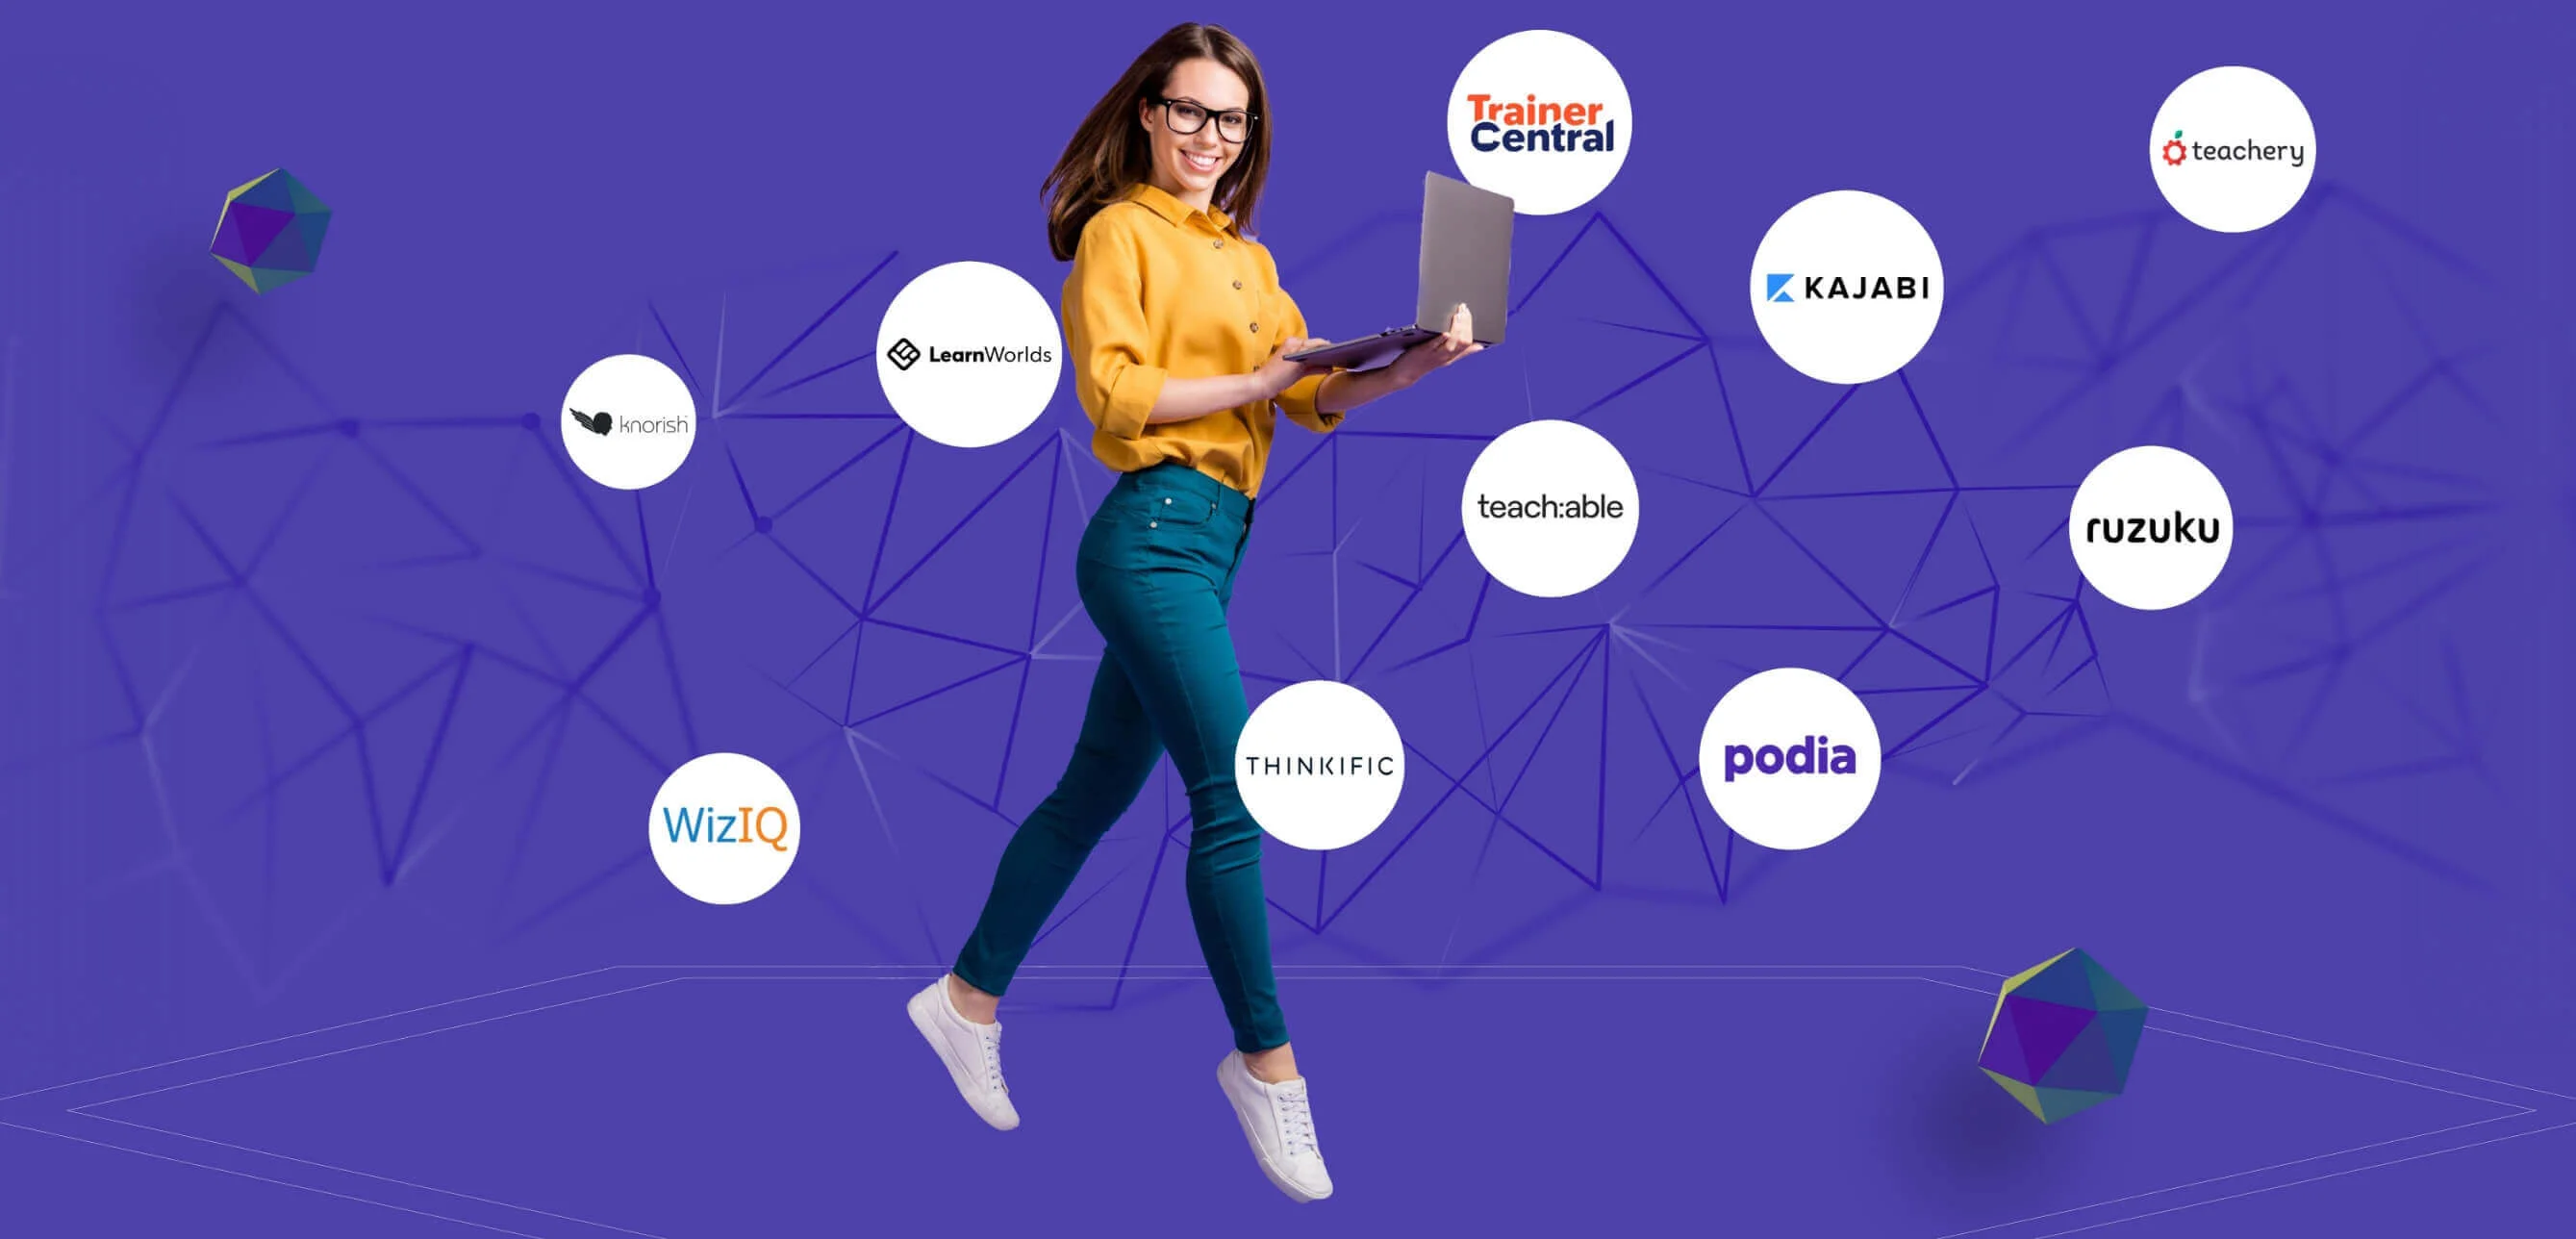 Trainer
Central
teachery
KAJABI
LearnWorlds
knorish
teach:able
ruzuku
THINKIFIC
podia
WizIQ